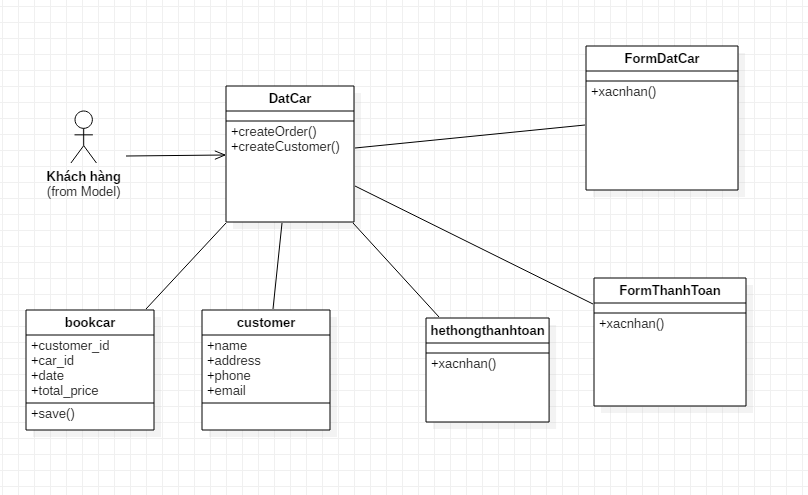 FormDatCar
+xacnhan()
DatCar
+createOrder()
+createCustomer()
Khách hàng
(from Model)
bookcar
+customer_id
+car_id
+date
+total_price
+save()
customer
+name
+address
+phone
+email
hethongthanhtoan
+xacnhan()
FormThanhToan
+xacnhan()